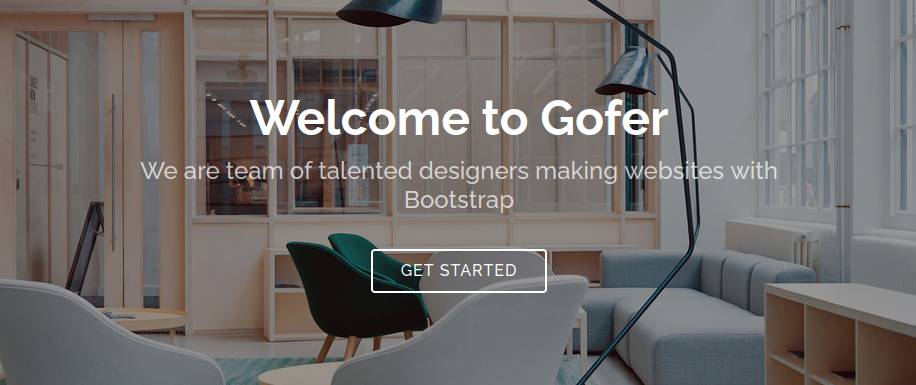 Welcome to Gofer
We are team of talented designers making websites with
Bootstrap
GET STARTED